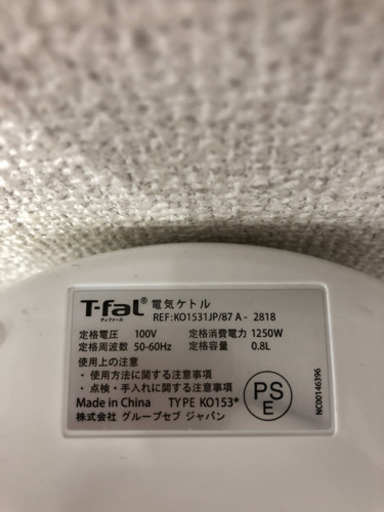 T-faL® 電気ケトル
ティファール REF:KO1531JP/87 A - 2818
定格電圧 100V 定格消費電力 1250W
定格周波数 50-60Hz 定格容量 0.8L
使用上の注意
・使用方法に関する注意事項
・点検・手入れに関する注意事項
Made in China TYPE KO153*
株式会社 グループセブ ジャパン
PS
E
NC00146396